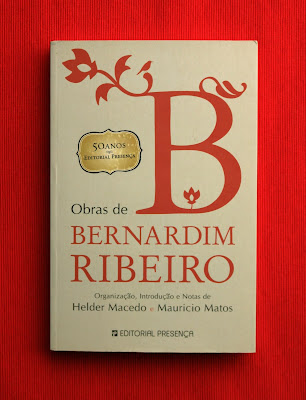 B
50 ANOS
EDITORIAL PRESENÇA
Obras de
BERNARDIM
RIBEIRO
Organização, Introdução e Notas de
Helder Macedo e Mauricio Matos
EDITORIAL PRESENÇA